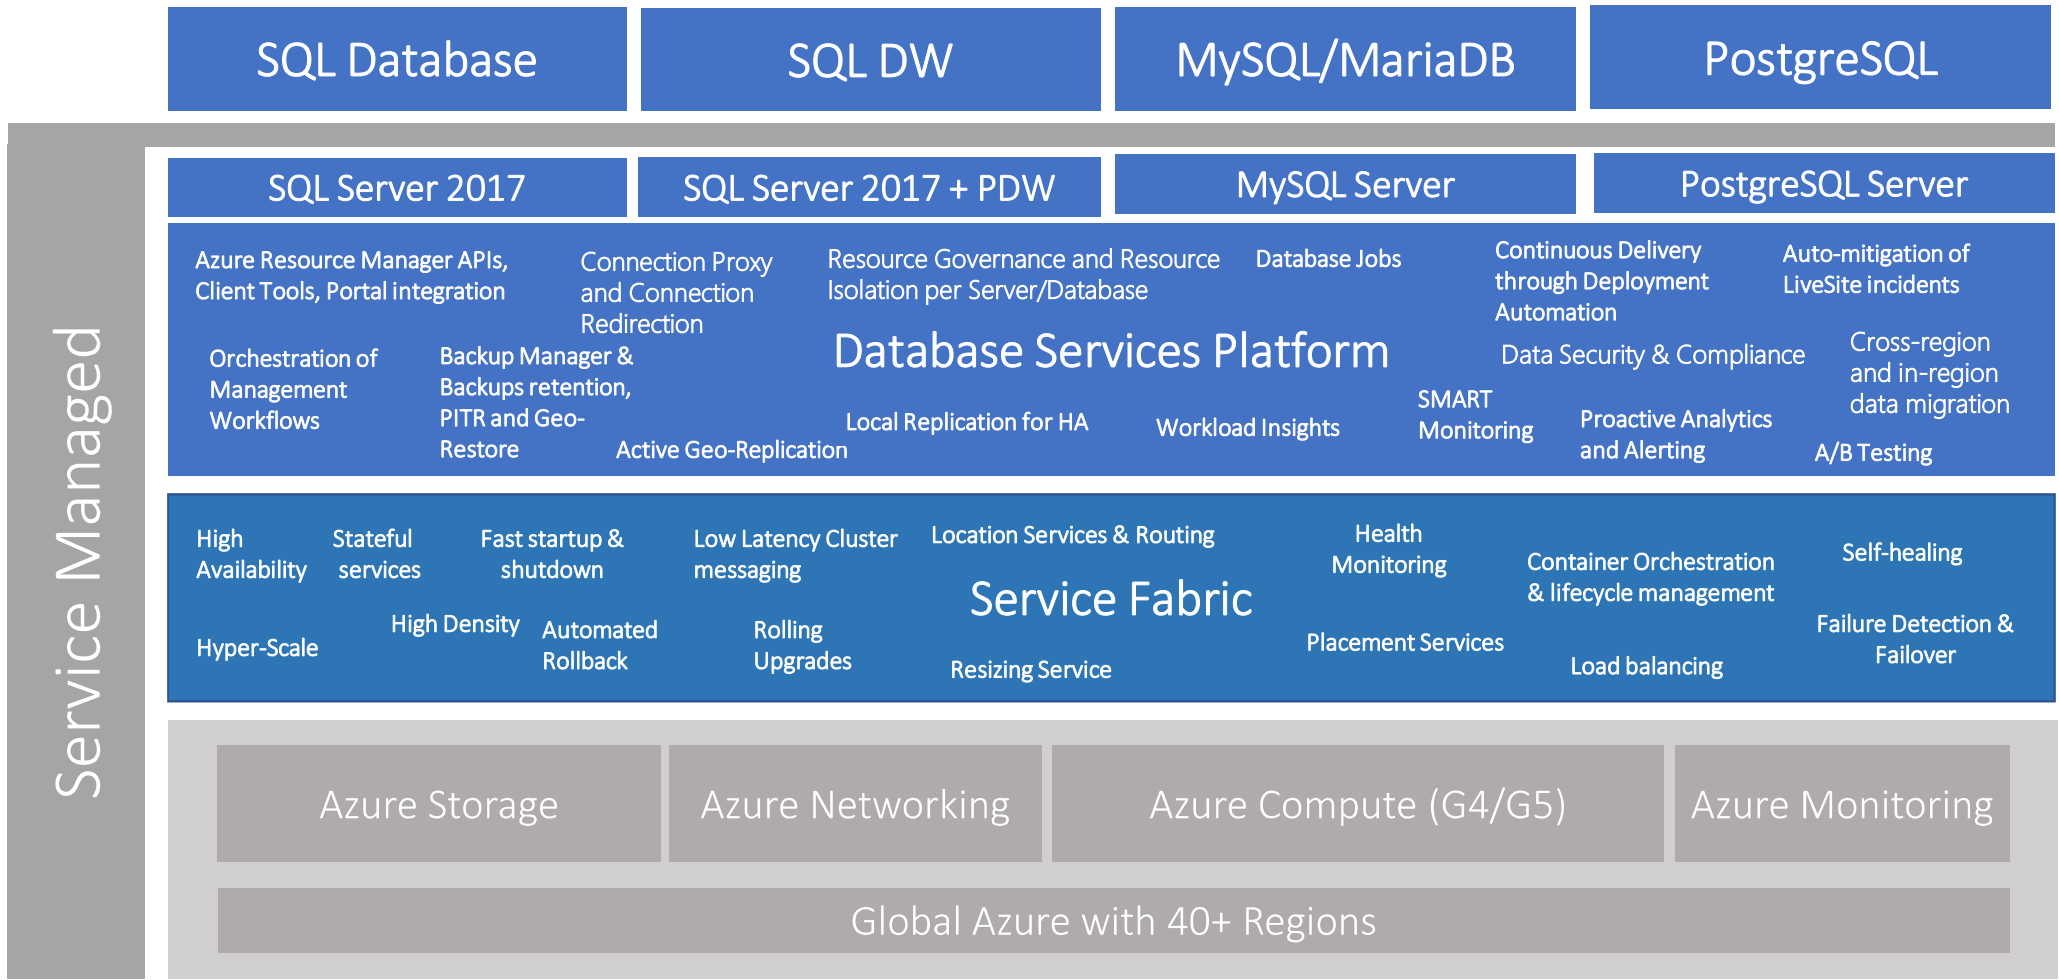 SQL Database
SQL DW
MySQL/MariaDB
PostgreSQL
Service Managed
SQL Server 2017
SQL Server 2017 + PDW
MySQL Server
PostgreSQL Server
Azure Resource Manager APIs,
Client Tools, Portal integration
Connection Proxy
and Connection
Redirection
Resource Governance and Resource
Isolation per Server/Database
Database Jobs
Continuous Delivery
through Deployment
Automation
Auto-mitigation of
LiveSite incidents
Orchestration of
Management
Workflows
Backup Manager &
Backups retention,
PITR and Geo-
Restore
Database Services Platform
Data Security & Compliance
Cross-region
and in-region
data migration
Active Geo-Replication
Local Replication for HA
Workload Insights
SMART
Monitoring
Proactive Analytics
and Alerting
A/B Testing
High
Availability
Stateful
services
Fast startup &
shutdown
Low Latency Cluster
messaging
Location Services & Routing
Health
Monitoring
Container Orchestration
& lifecycle management
Self-healing
Service Fabric
Hyper-Scale
High Density
Automated
Rollback
Rolling
Upgrades
Resizing Service
Placement Services
Load balancing
Failure Detection &
Failover
Azure Storage
Azure Networking
Azure Compute (G4/G5)
Azure Monitoring
Global Azure with 40+ Regions